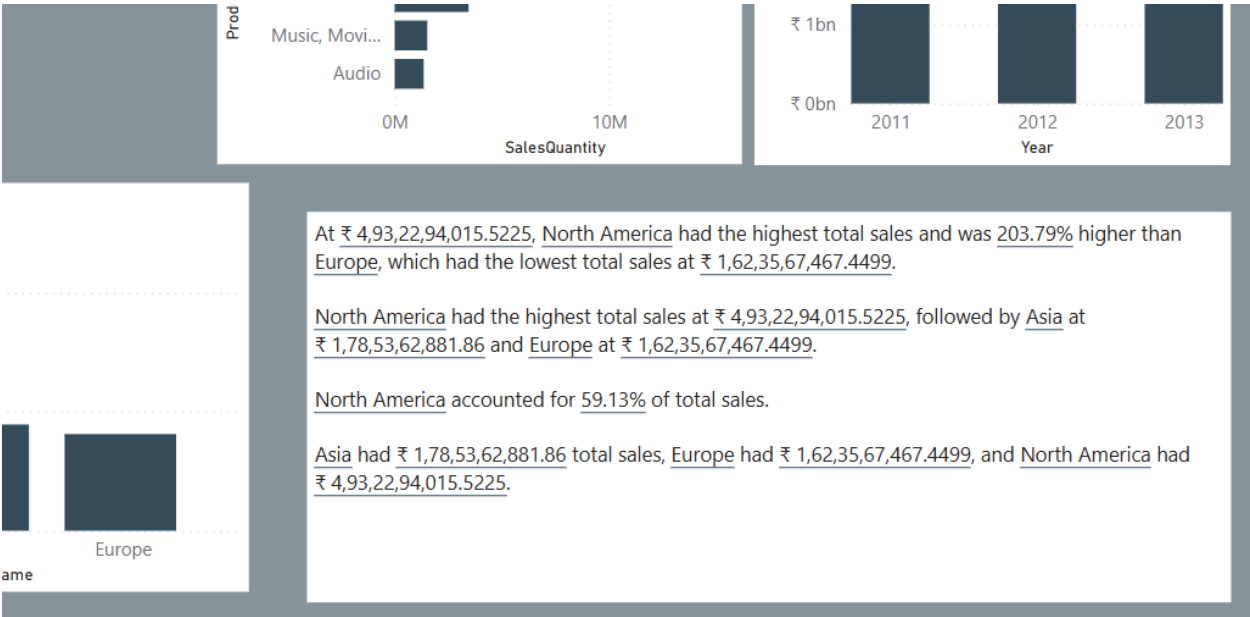 Prod
Music, Movi...
Audio
0M
10M
SalesQuantity
₹ 1bn
₹ 0bn
2011
2012
2013
Year
At ₹ 4,93,22,94,015.5225, North America had the highest total sales and was 203.79% higher than
Europe, which had the lowest total sales at ₹ 1,62,35,67,467.4499.
North America had the highest total sales at ₹ 4,93,22,94,015.5225, followed by Asia at
₹ 1,78,53,62,881.86 and Europe at ₹ 1,62,35,67,467.4499.
North America accounted for 59.13% of total sales.
Asia had ₹ 1,78,53,62,881.86 total sales, Europe had ₹ 1,62,35,67,467.4499, and North America had
₹ 4,93,22,94,015.5225.
Europe
ame